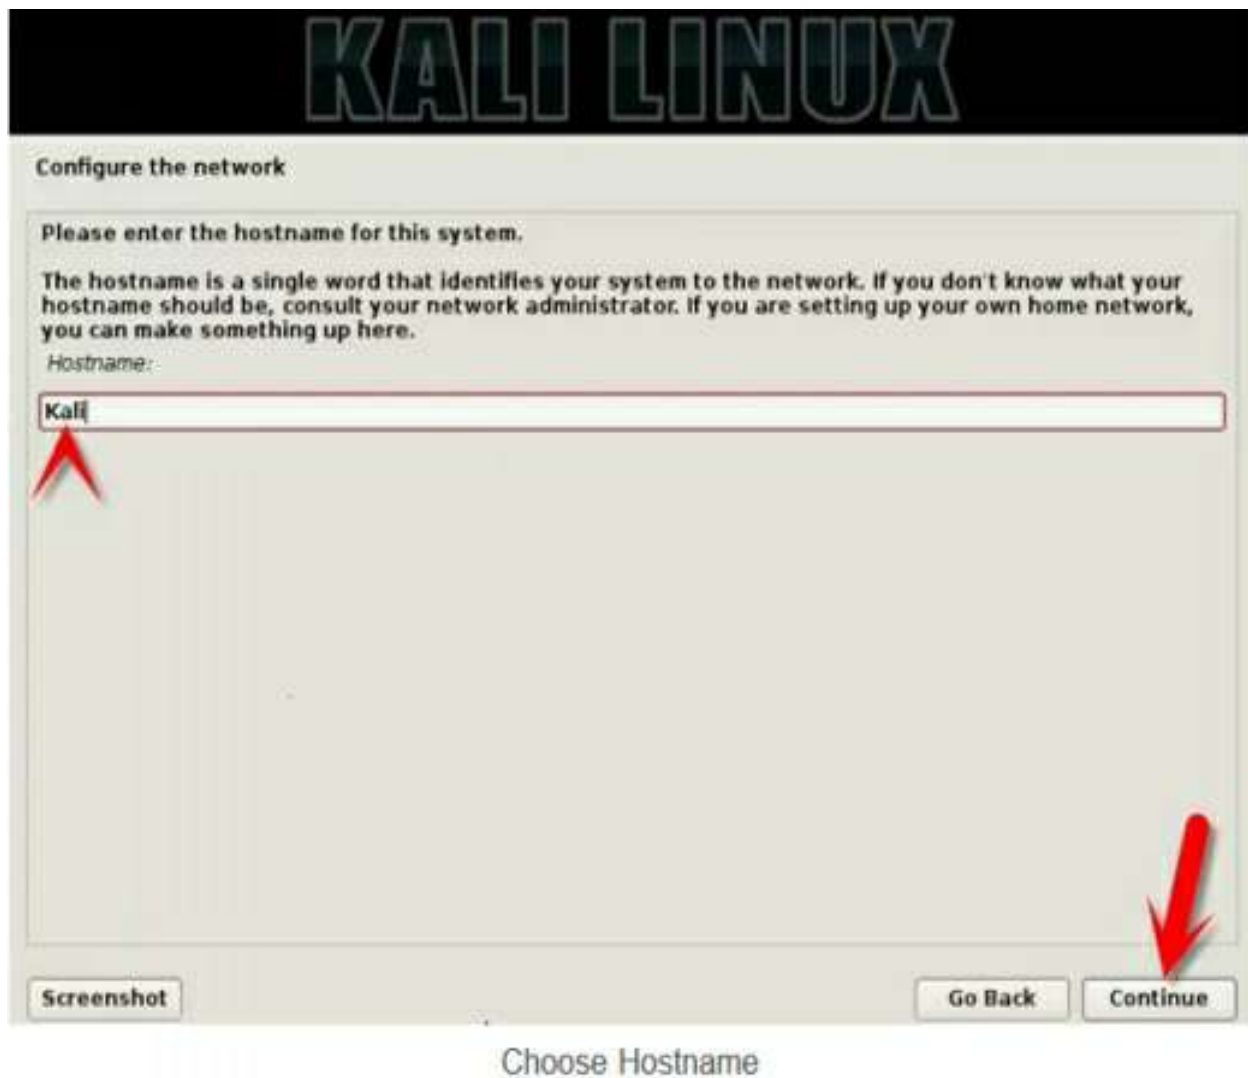 KALI LINUX
Configure the network
Please enter the hostname for this system.
The hostname is a single word that identifies your system to the network. If you don't know what your
hostname should be, consult your network administrator. If you are setting up your own home network,
you can make something up here.
Hostname:
Kali
Screenshot
Go Back
Continue
Choose Hostname